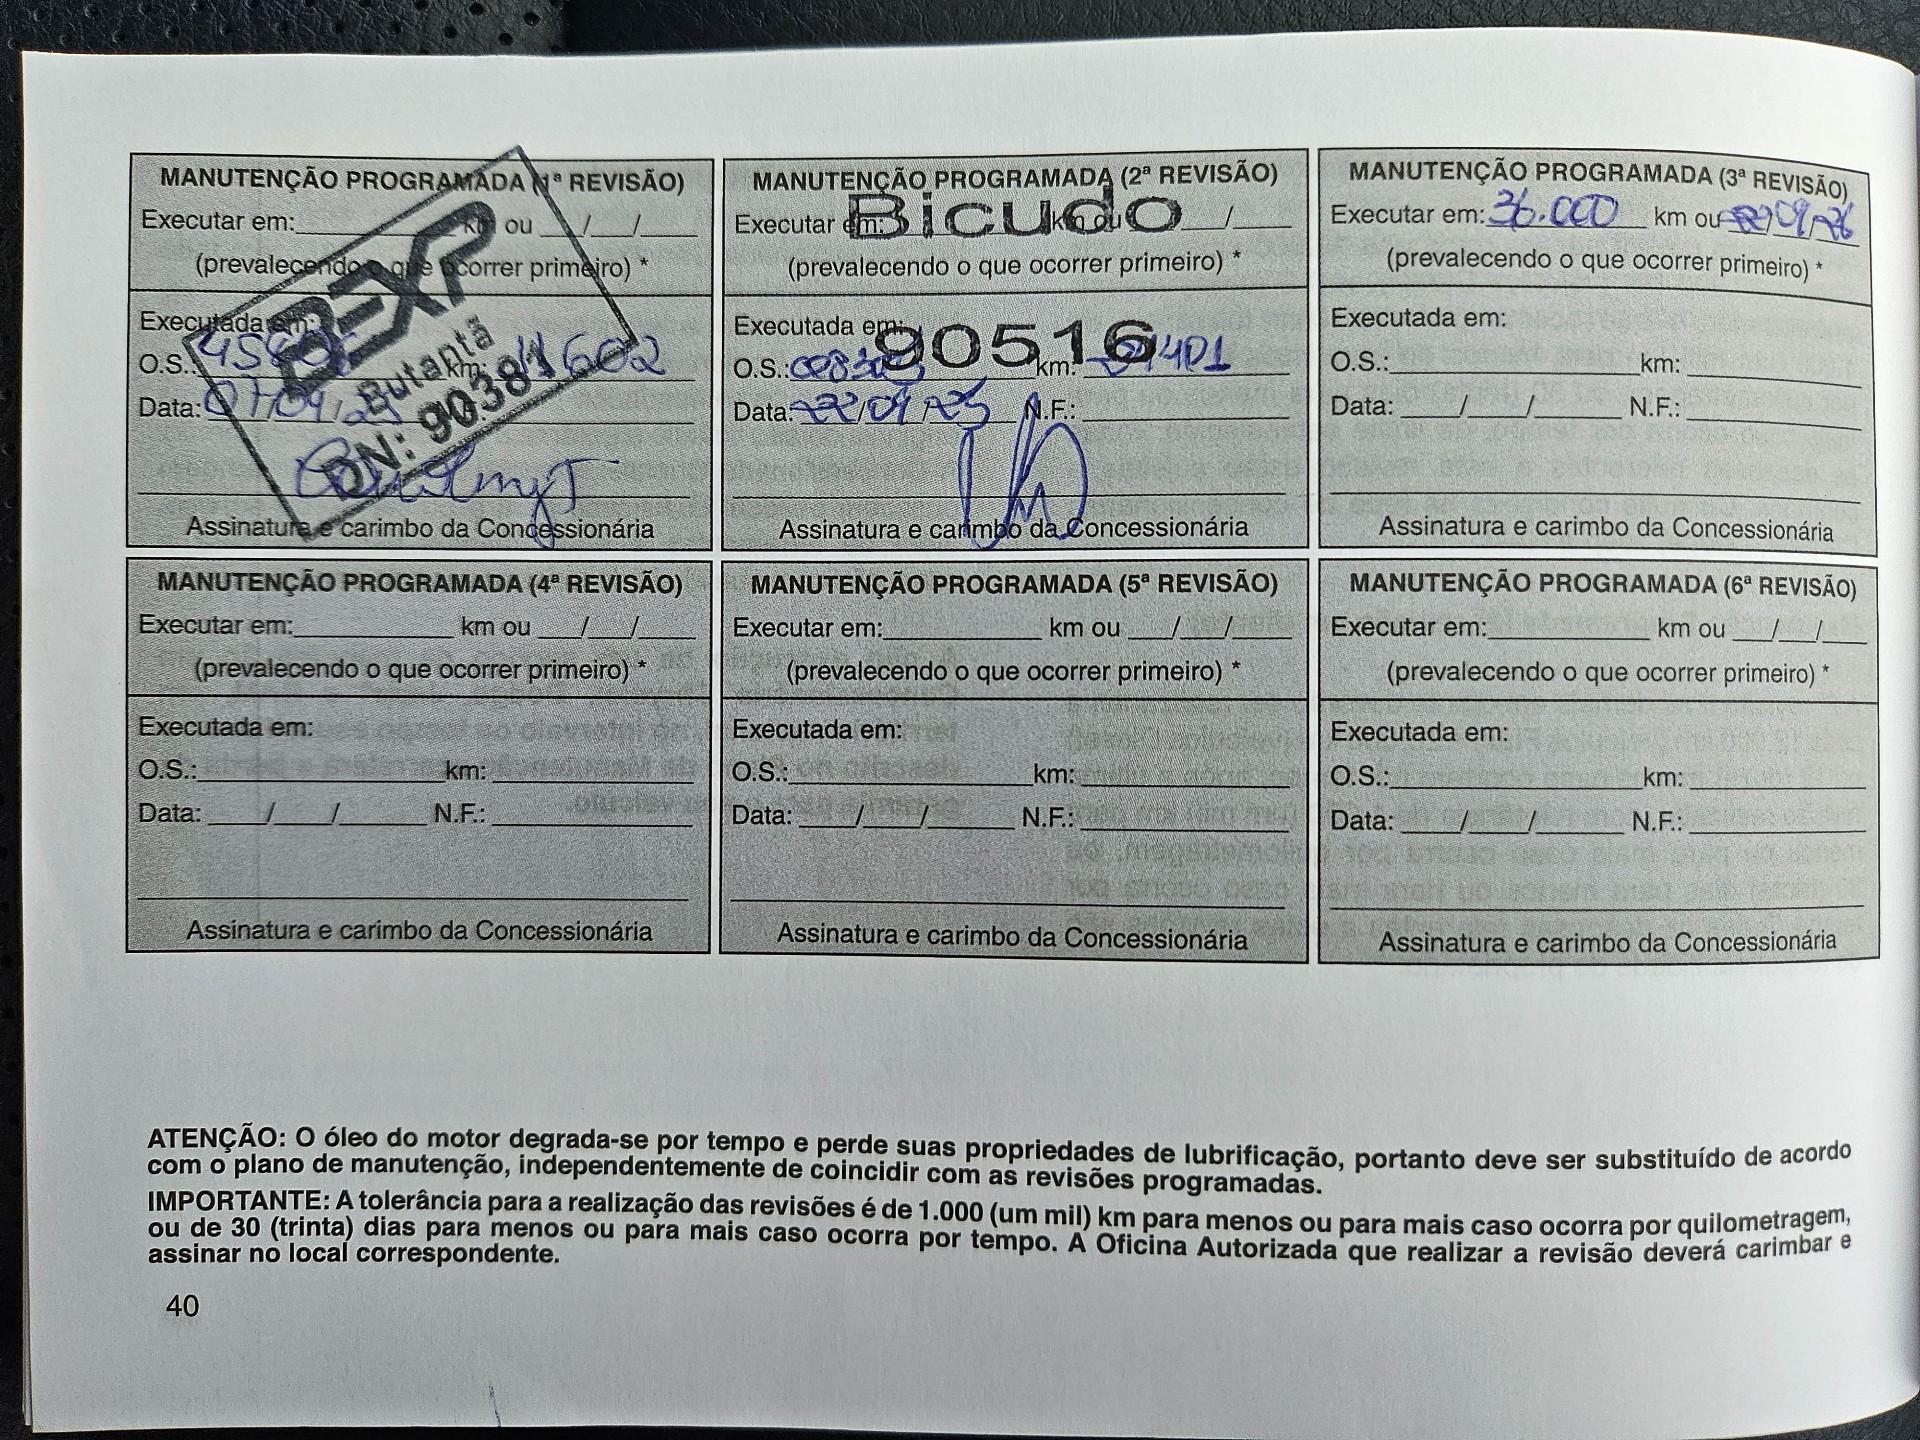 MANUTENÇÃO PROGRAMADA (1ª REVISÃO)
Executar em: km ou / /
(prevalecendo o que ocorrer primeiro) *
BEXP
Butantã
DN: 90381
Executada em:
O.S.: km: 11602
Data: N.F.:
Assinatura e carimbo da Concessionária
MANUTENÇÃO PROGRAMADA (2ª REVISÃO)
Bicudo
Executar em: km ou / /
(prevalecendo o que ocorrer primeiro) *
90516
Executada em:
O.S.: km:
Data: 22/09/25 N.F.:
Assinatura e carimbo da Concessionária
MANUTENÇÃO PROGRAMADA (3ª REVISÃO)
Executar em: 36.000 km ou 22/09/26
(prevalecendo o que ocorrer primeiro) *
Executada em:
O.S.: km:
Data: / / N.F.:
Assinatura e carimbo da Concessionária
MANUTENÇÃO PROGRAMADA (4ª REVISÃO)
Executar em: km ou / /
(prevalecendo o que ocorrer primeiro) *
Executada em:
O.S.: km:
Data: / / N.F.:
Assinatura e carimbo da Concessionária
MANUTENÇÃO PROGRAMADA (5ª REVISÃO)
Executar em: km ou / /
(prevalecendo o que ocorrer primeiro) *
Executada em:
O.S.: km:
Data: / / N.F.:
Assinatura e carimbo da Concessionária
MANUTENÇÃO PROGRAMADA (6ª REVISÃO)
Executar em: km ou / /
(prevalecendo o que ocorrer primeiro) *
Executada em:
O.S.: km:
Data: / / N.F.:
Assinatura e carimbo da Concessionária
ATENÇÃO: O óleo do motor degrada-se por tempo e perde suas propriedades de lubrificação, portanto deve ser substituído de acordo
com o plano de manutenção, independentemente de coincidir com as revisões programadas.
IMPORTANTE: A tolerância para a realização das revisões é de 1.000 (um mil) km para menos ou para mais caso ocorra por quilometragem,
ou de 30 (trinta) dias para menos ou para mais caso ocorra por tempo. A Oficina Autorizada que realizar a revisão deverá carimbar e
assinar no local correspondente.
40